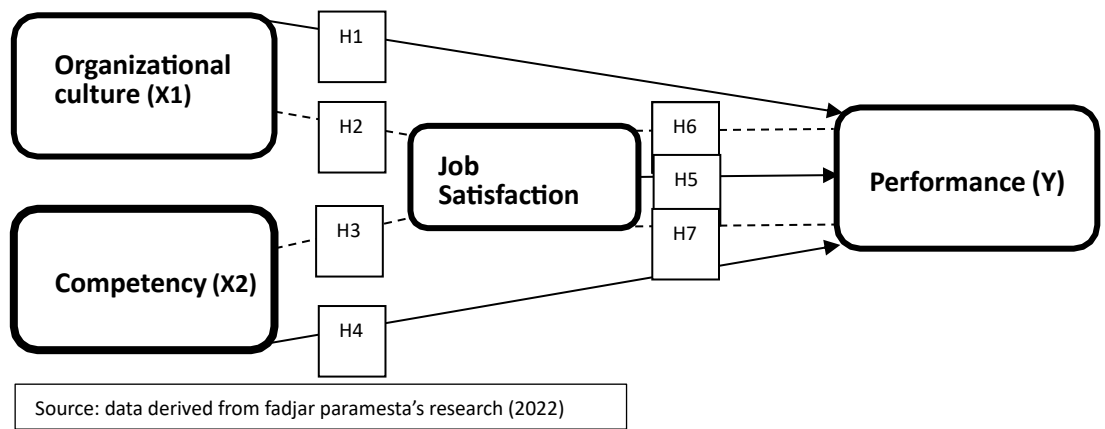 H1
Organizational
culture (X1)
H2
H6
Job
Satisfaction
H5
Performance (Y)
H3
H7
Competency (X2)
H4
Source: data derived from fadjar paramesta’s research (2022)